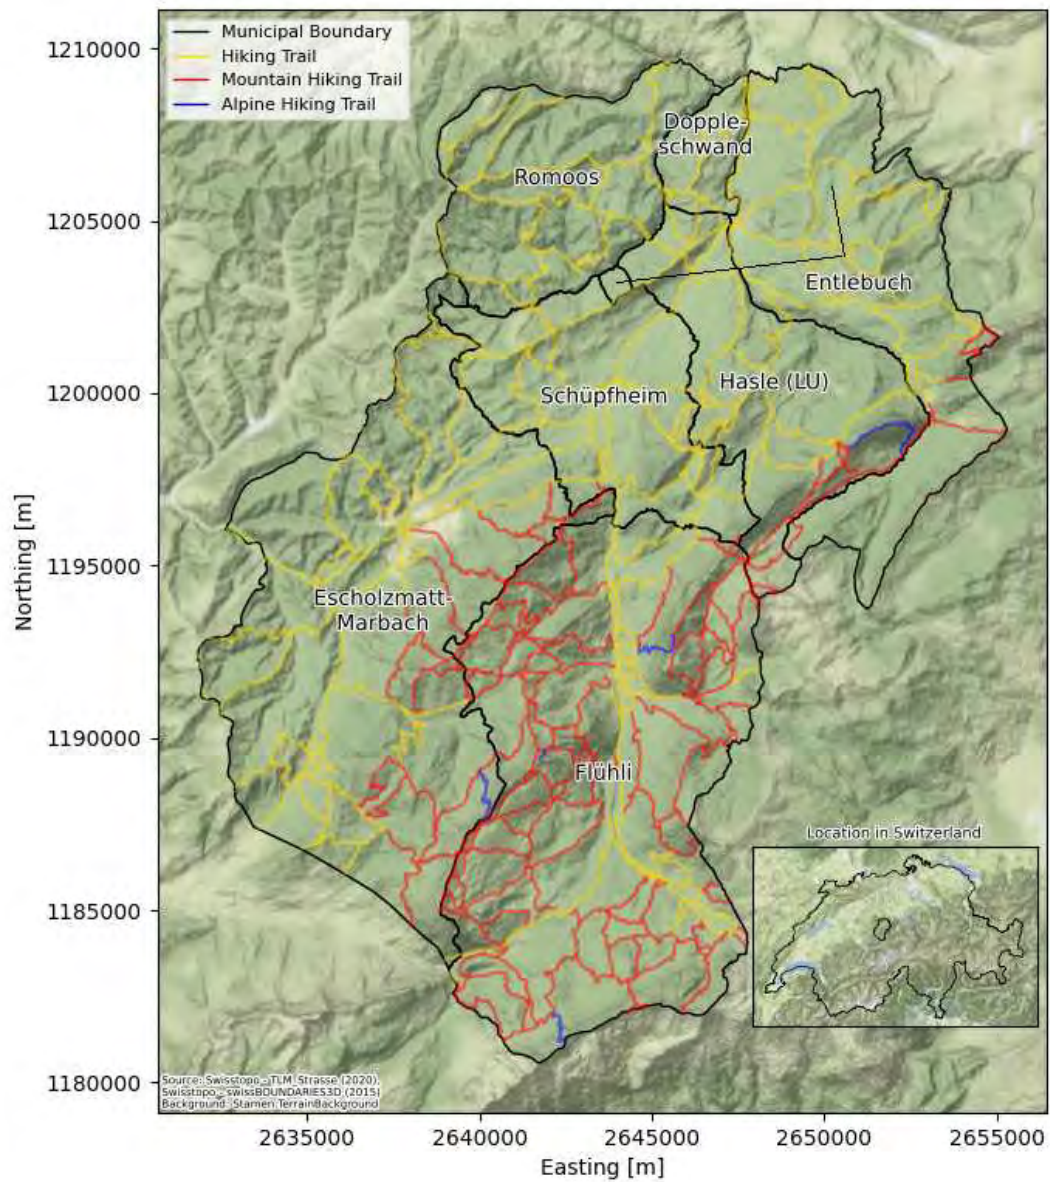 Municipal Boundary
Hiking Trail
Mountain Hiking Trail
Alpine Hiking Trail
1210000
1205000
1200000
1195000
1190000
1185000
1180000
Northing [m]
Dopple-
schwand
Romoos
Entlebuch
Hasle (LU)
Schüpfheim
Escholzmatt-
Marbach
Flühli
Location in Switzerland
Source: Swisstopo - TLM_Strasse (2020),
Swisstopo - swissBOUNDARIES3D (2015)
Background: Stamen.TerrainBackground
2635000
2640000
2645000
2650000
2655000
Easting [m]